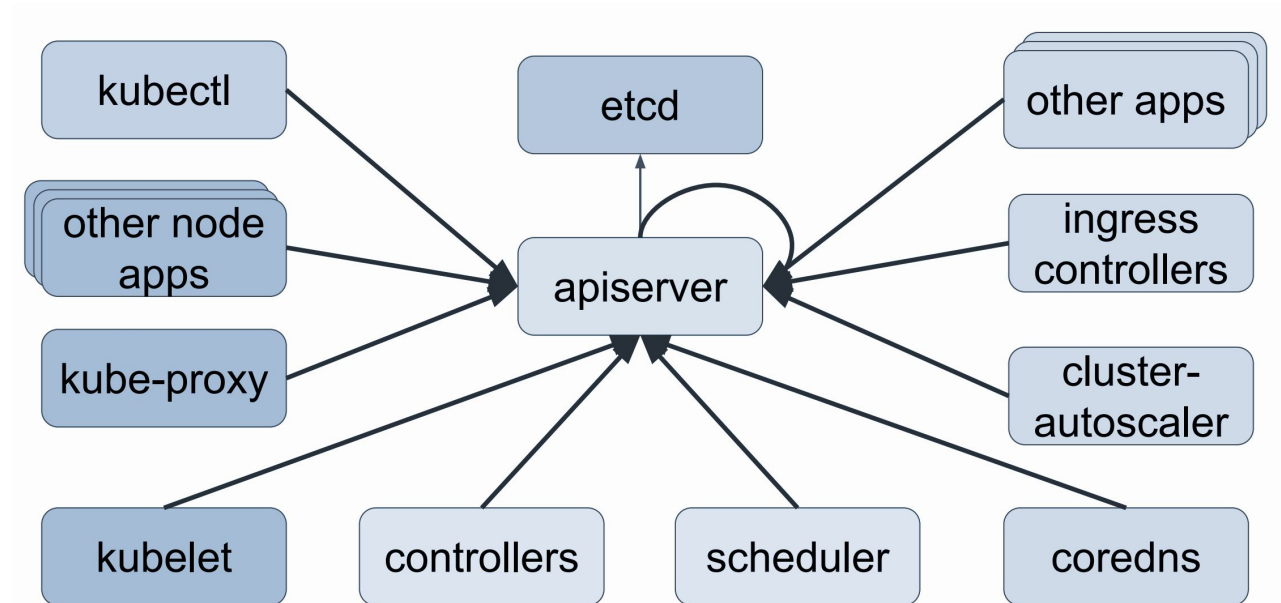 kubectl
etcd
other apps
other node
apps
ingress
controllers
apiserver
kube-proxy
cluster-
autoscaler
kubelet
controllers
scheduler
coredns